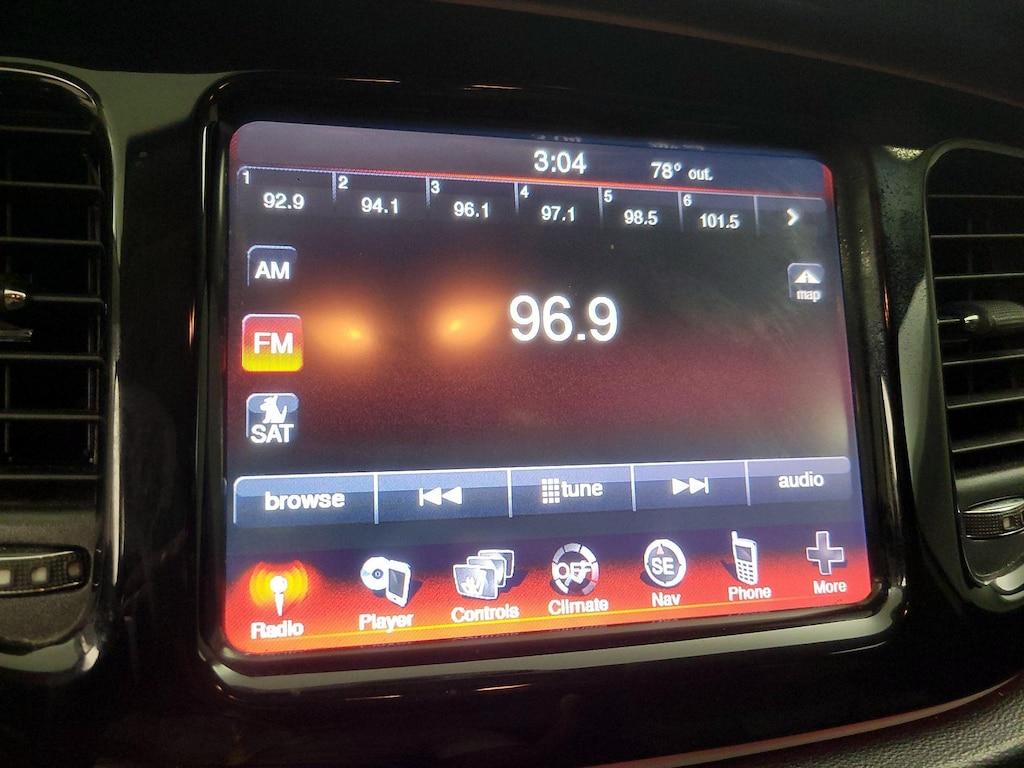 3:04 78° out.
1 92.9 2 94.1 3 96.1 4 97.1 5 98.5 6 101.5
AM
map
96.9
FM
SAT
browse tune audio
OFF SE
Radio Player Controls Climate Nav Phone More